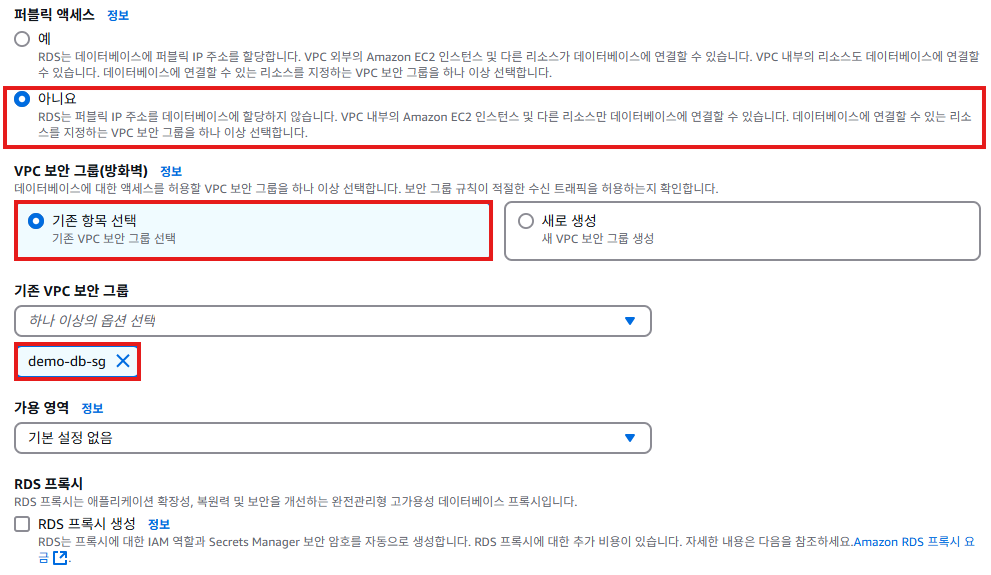 퍼블릭 액세스 정보
예
RDS는 데이터베이스에 퍼블릭 IP 주소를 할당합니다. VPC 외부의 Amazon EC2 인스턴스 및 다른 리소스가 데이터베이스에 연결할 수 있습니다. VPC 내부의 리소스도 데이터베이스에 연결할
수 있습니다. 데이터베이스에 연결할 수 있는 리소스를 지정하는 VPC 보안 그룹을 하나 이상 선택합니다.
아니요
RDS는 퍼블릭 IP 주소를 데이터베이스에 할당하지 않습니다. VPC 내부의 Amazon EC2 인스턴스 및 다른 리소스만 데이터베이스에 연결할 수 있습니다. 데이터베이스에 연결할 수 있는 리소
스를 지정하는 VPC 보안 그룹을 하나 이상 선택합니다.
VPC 보안 그룹(방화벽) 정보
데이터베이스에 대한 액세스를 허용할 VPC 보안 그룹을 하나 이상 선택합니다. 보안 그룹 규칙이 적절한 수신 트래픽을 허용하는지 확인합니다.
기존 항목 선택
기존 VPC 보안 그룹 선택
새로 생성
새 VPC 보안 그룹 생성
기존 VPC 보안 그룹
하나 이상의 옵션 선택
demo-db-sg
가용 영역 정보
기본 설정 없음
RDS 프록시
RDS 프록시는 애플리케이션 확장성, 복원력 및 보안을 개선하는 완전관리형 고가용성 데이터베이스 프록시입니다.
RDS 프록시 생성 정보
RDS는 프록시에 대한 IAM 역할과 Secrets Manager 보안 암호를 자동으로 생성합니다. RDS 프록시에 대한 추가 비용이 있습니다. 자세한 내용은 다음을 참조하세요.Amazon RDS 프록시 요
금.